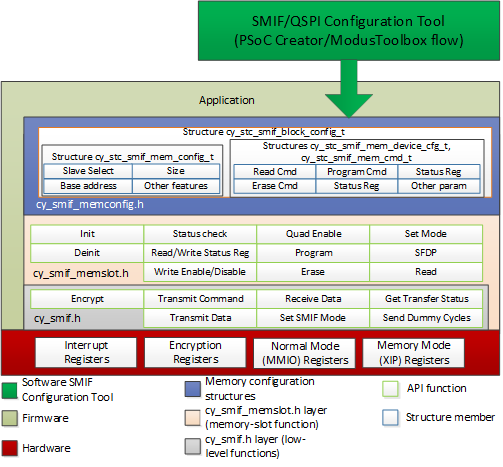 SMIF/QSPI Configuration Tool
(PSoC Creator/ModusToolbox flow)
Application
Structure cy_stc_smif_block_config_t
Structure cy_stc_smif_mem_config_t
Slave Select
Size
Base address
Other features
Structures cy_stc_smif_mem_device_cfg_t,
cy_stc_smif_mem_cmd_t
Read Cmd
Program Cmd
Status Reg
Erase Cmd
Status Reg
Other param
cy_smif_memconfig.h
Init
Status check
Quad Enable
Set Mode
Deinit
Read/Write Status Reg
Program
SFDP
cy_smif_memslot.h
Write Enable/Disable
Erase
Read
Encrypt
Transmit Command
Receive Data
Get Transfer Status
cy_smif.h
Transmit Data
Set SMIF Mode
Send Dummy Cycles
Interrupt
Registers
Encryption
Registers
Normal Mode
(MMIO) Registers
Memory Mode
(XIP) Registers
Software SMIF
Configuration Tool
Memory configuration
structures
API function
Firmware
cy_smif_memslot.h layer
(memory-slot function)
Structure member
Hardware
cy_smif.h layer (low-
level functions)